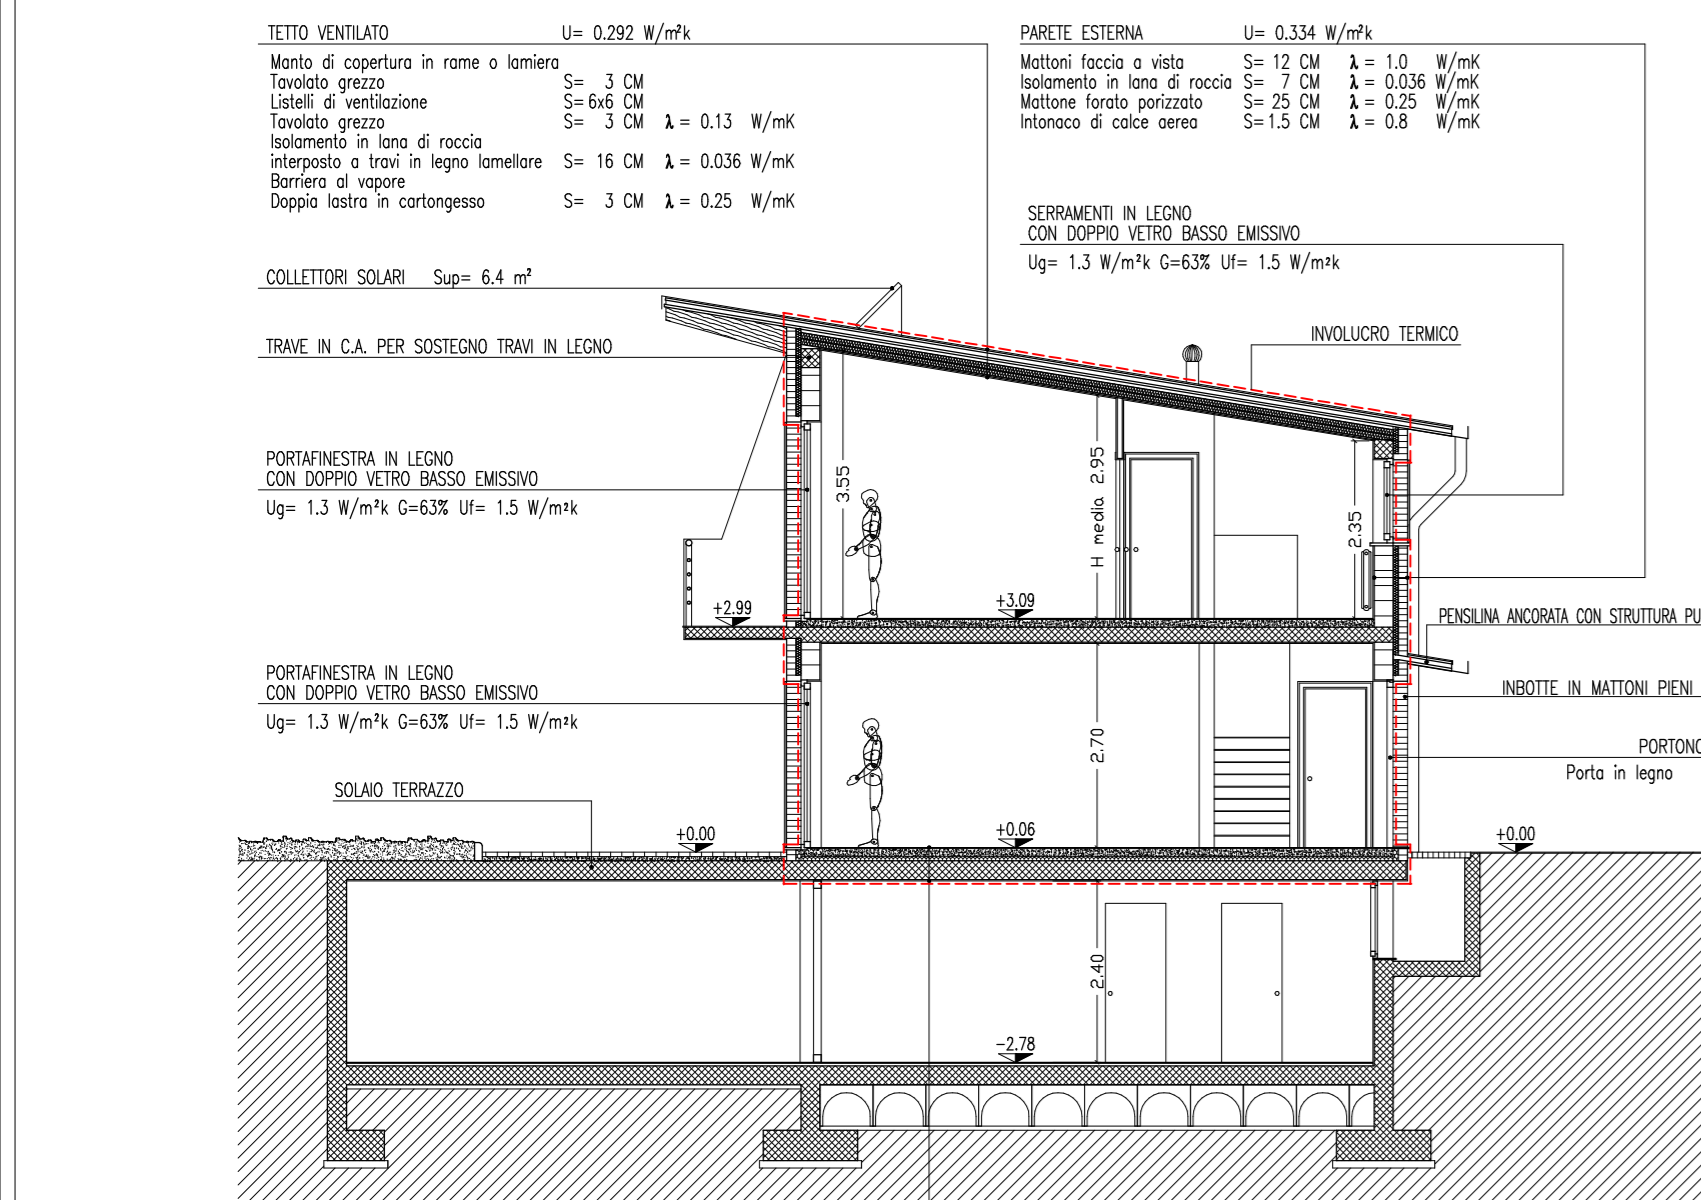 TETTO VENTILATO U= 0.292 W/m²k
Manto di copertura in rame o lamiera
Tavolato grezzo S= 3 CM
Listelli di ventilazione S=6x6 CM
Tavolato grezzo S= 3 CM λ = 0.13 W/mK
Isolamento in lana di roccia
interposto a travi in legno lamellare S= 16 CM λ = 0.036 W/mK
Barriera al vapore
Doppia lastra in cartongesso S= 3 CM λ = 0.25 W/mK
PARETE ESTERNA U= 0.334 W/m²k
Mattoni faccia a vista S= 12 CM λ = 1.0 W/mK
Isolamento in lana di roccia S= 7 CM λ = 0.036 W/mK
Mattone forato porizzato S= 25 CM λ = 0.25 W/mK
Intonaco di calce aerea S=1.5 CM λ = 0.8 W/mK
SERRAMENTI IN LEGNO
CON DOPPIO VETRO BASSO EMISSIVO
Ug= 1.3 W/m²k G=63% Uf= 1.5 W/m²k
COLLETTORI SOLARI Sup= 6.4 m²
INVOLUCRO TERMICO
TRAVE IN C.A. PER SOSTEGNO TRAVI IN LEGNO
PORTAFINESTRA IN LEGNO
CON DOPPIO VETRO BASSO EMISSIVO
Ug= 1.3 W/m²k G=63% Uf= 1.5 W/m²k
3.55
H media 2.95
2.35
+2.99
+3.09
PENSILINA ANCORATA CON STRUTTURA PU
PORTAFINESTRA IN LEGNO
CON DOPPIO VETRO BASSO EMISSIVO
Ug= 1.3 W/m²k G=63% Uf= 1.5 W/m²k
INBOTTE IN MATTONI PIENI
2.70
PORTONC
Porta in legno
SOLAIO TERRAZZO
+0.00
+0.06
+0.00
2.40
-2.78